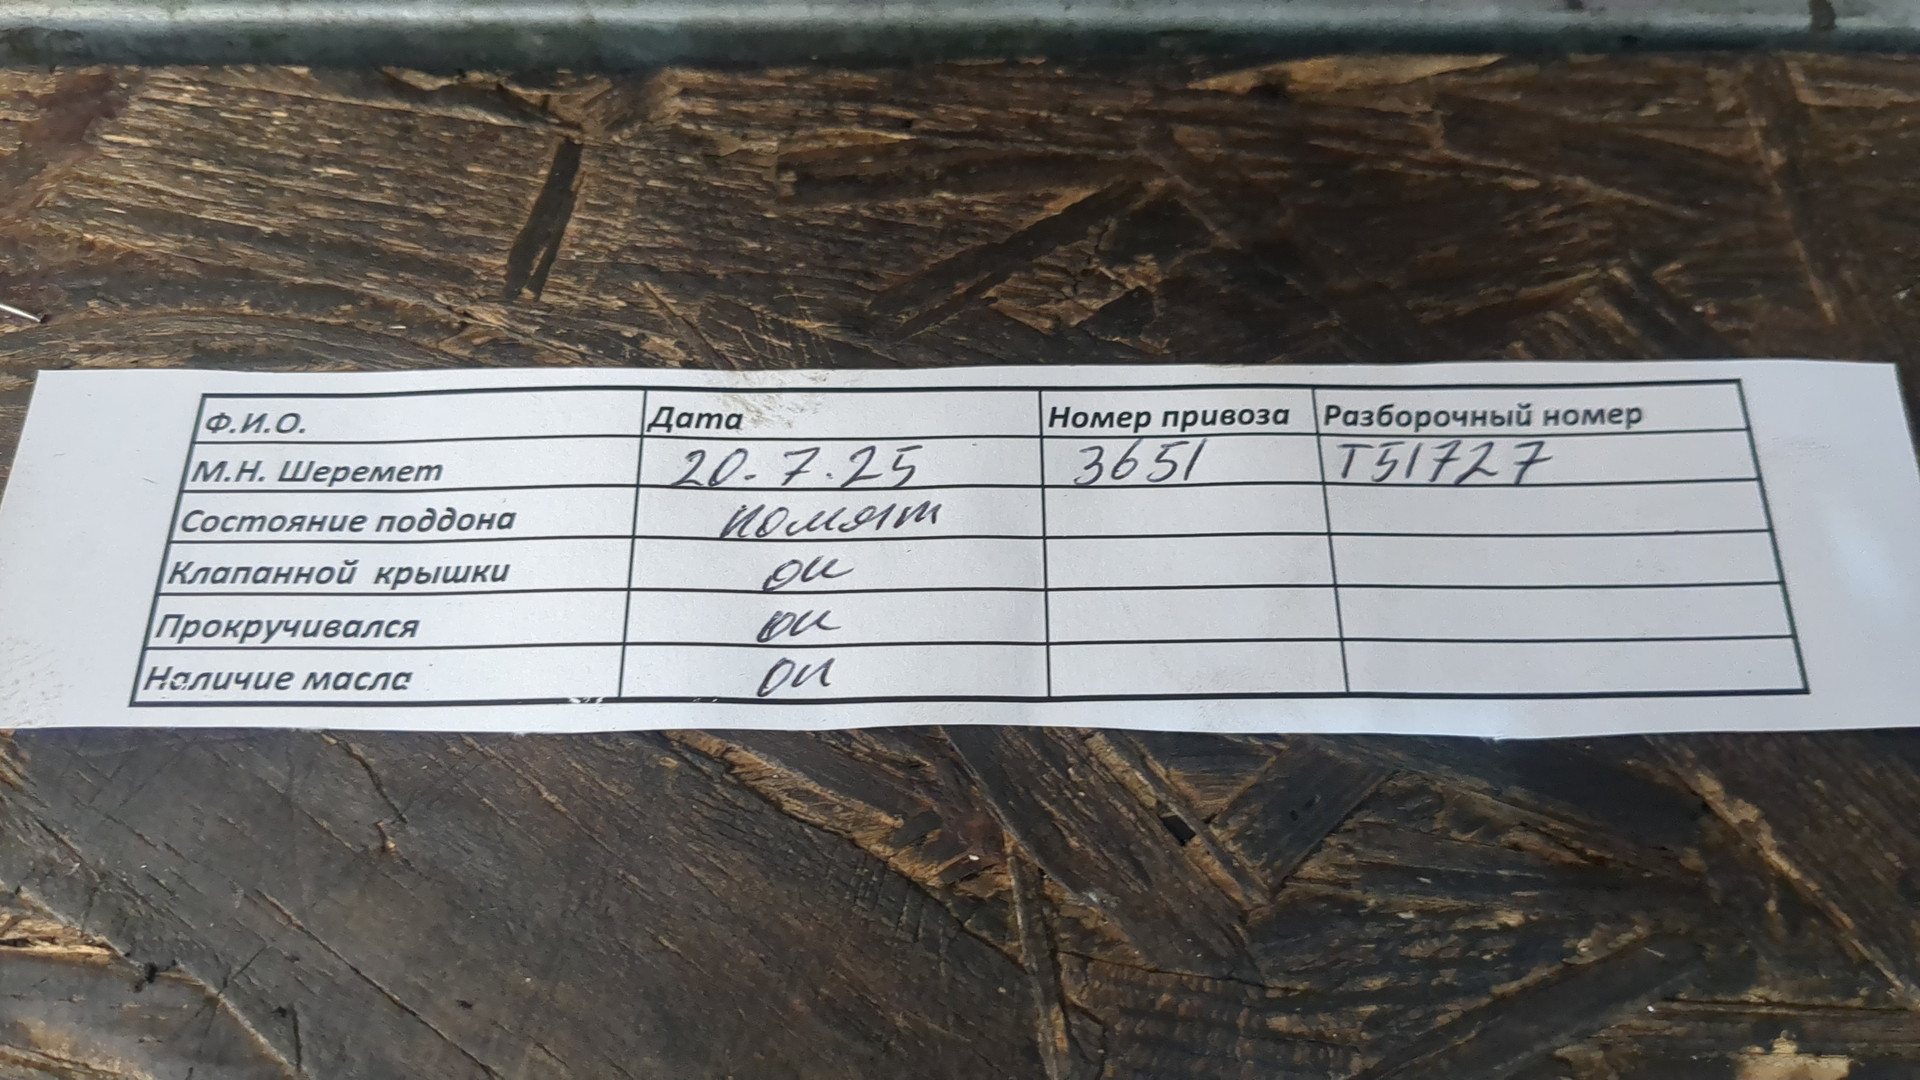 Ф.И.О. Дата Номер привоза Разборочный номер
М.Н. Шеремет 20.7.25 3651 Т51727
Состояние поддона помят
Клапанной крышки ок
Прокручивался ок
Наличие масла ок